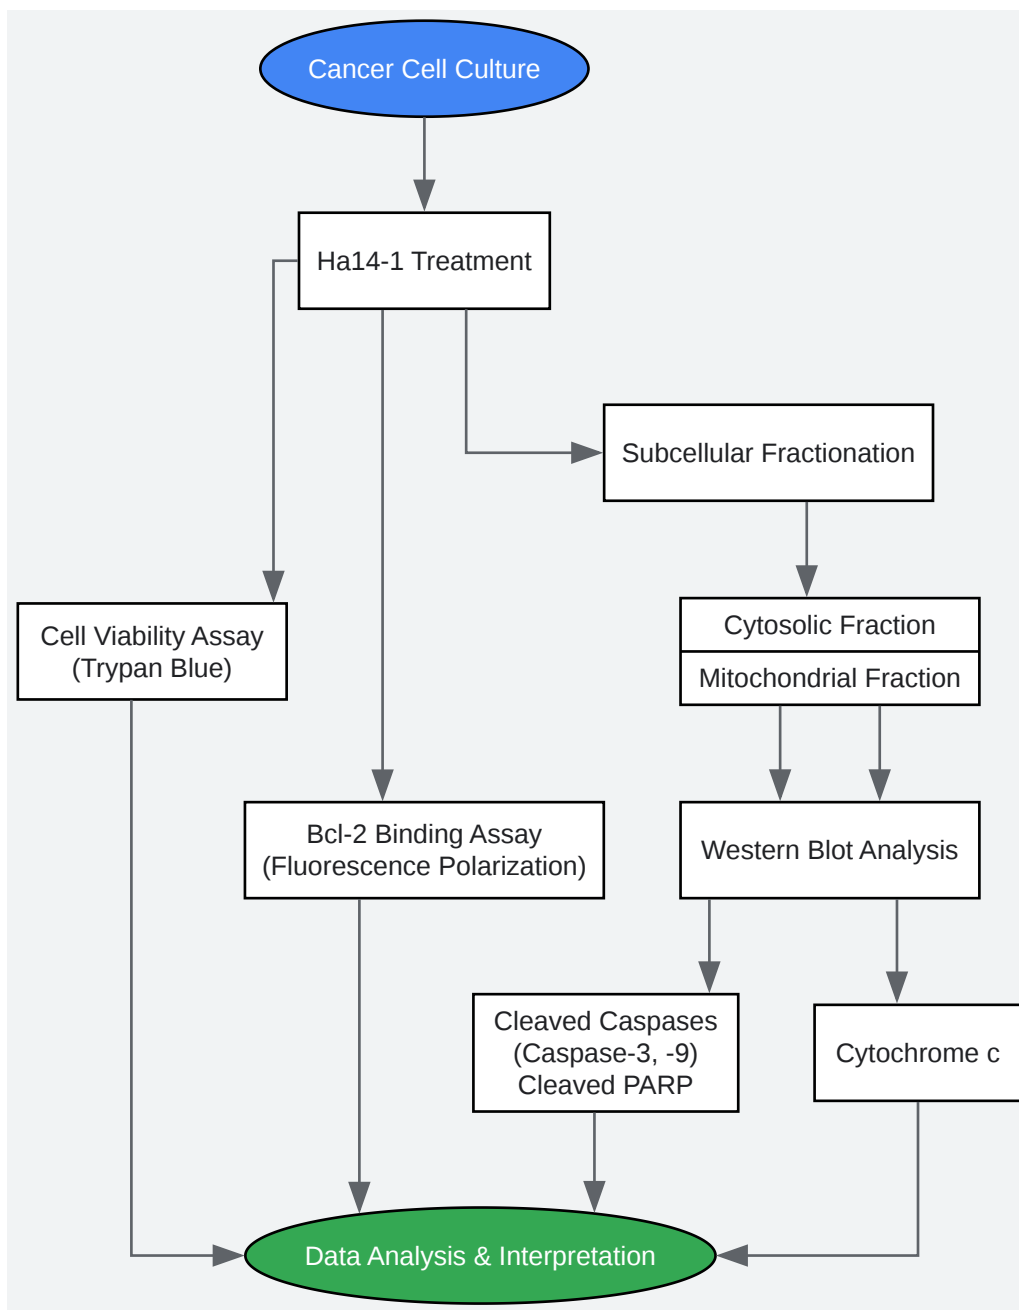 Cancer Cell Culture
Ha14-1 Treatment
Subcellular Fractionation
Cell Viability Assay
(Trypan Blue)
Cytosolic Fraction
Mitochondrial Fraction
Bcl-2 Binding Assay
(Fluorescence Polarization)
Western Blot Analysis
Cleaved Caspases
(Caspase-3, -9)
Cleaved PARP
Cytochrome c
Data Analysis & Interpretation